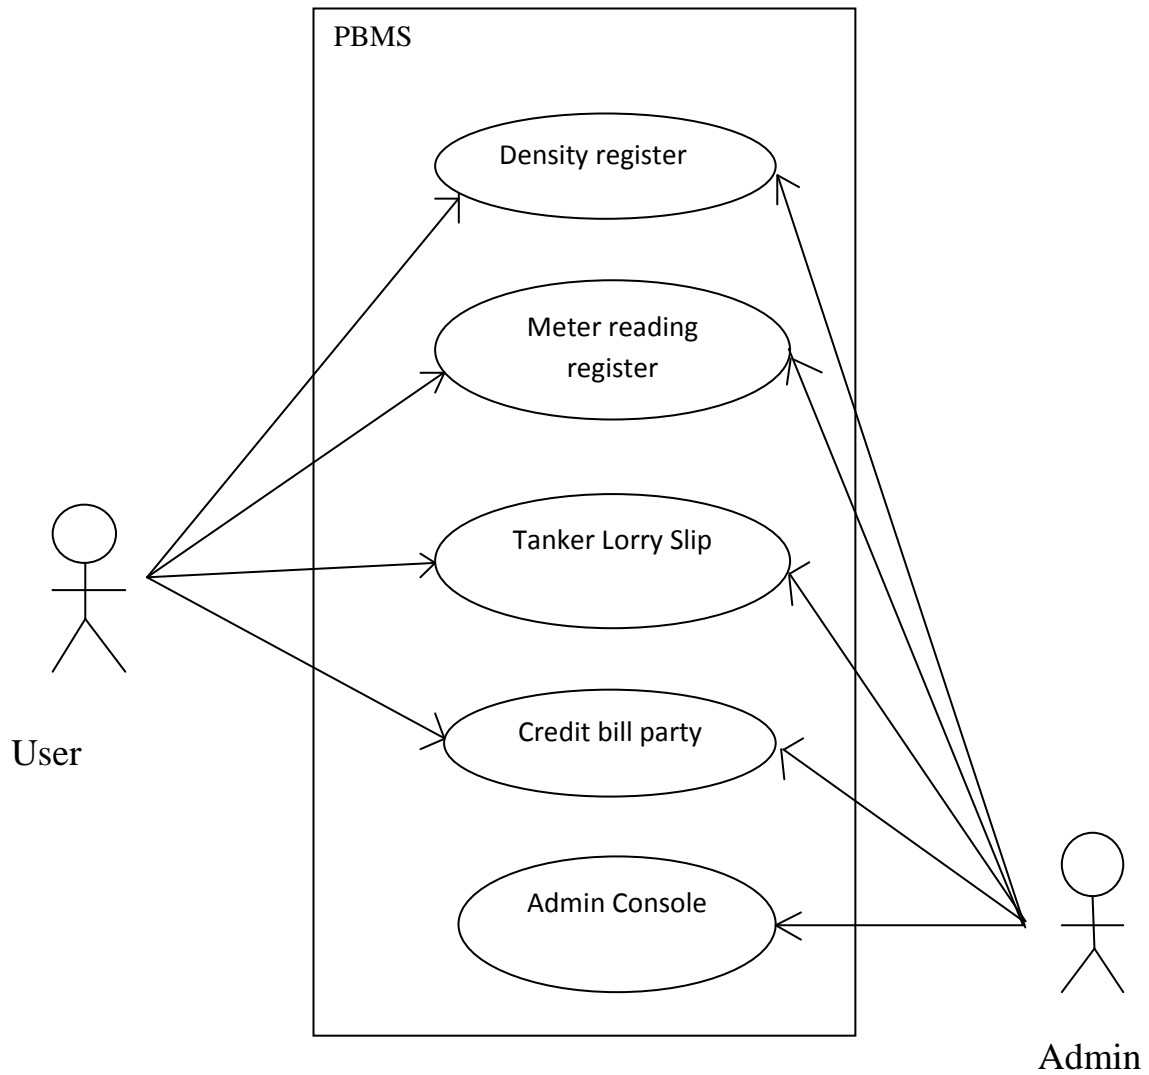 PBMS
Density register
Meter reading
register
Tanker Lorry Slip
Credit bill party
User
Admin Console
Admin